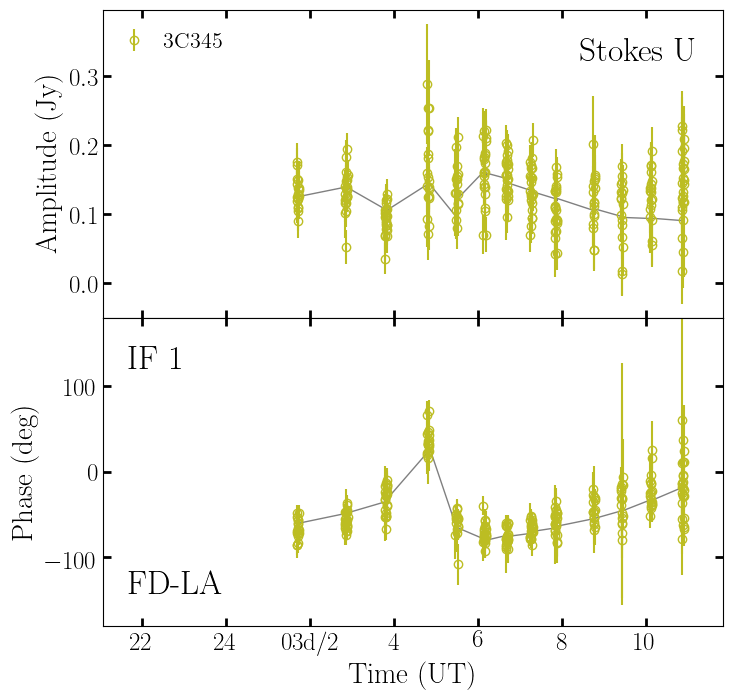 3C345
Stokes U
Amplitude (Jy)
0.3
0.2
0.1
0.0
IF 1
Phase (deg)
100
0
−100
FD-LA
22 24 03d/2 4 6 8 10
Time (UT)